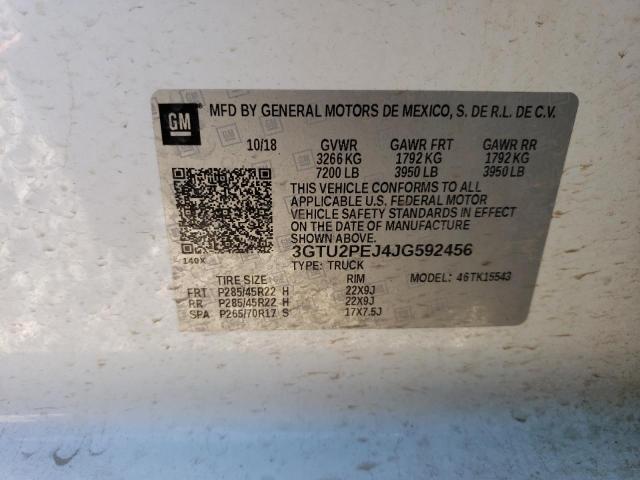 GM
MFD BY GENERAL MOTORS DE MEXICO, S. DE R.L. DE C.V.
10/18 GVWR GAWR FRT GAWR RR
3266 KG 1792 KG 1792 KG
7200 LB 3950 LB 3950 LB
THIS VEHICLE CONFORMS TO ALL
APPLICABLE U.S. FEDERAL MOTOR
VEHICLE SAFETY STANDARDS IN EFFECT
ON THE DATE OF MANUFACTURE
3GTU2PEJ4JG592456
140X
TYPE: TRUCK
TIRE SIZE RIM MODEL: 46TK15543
FRT P285/45R22 H 22X9J
RR P285/45R22 H 22X9J
SPA P265/70R17 S 17X7.5J